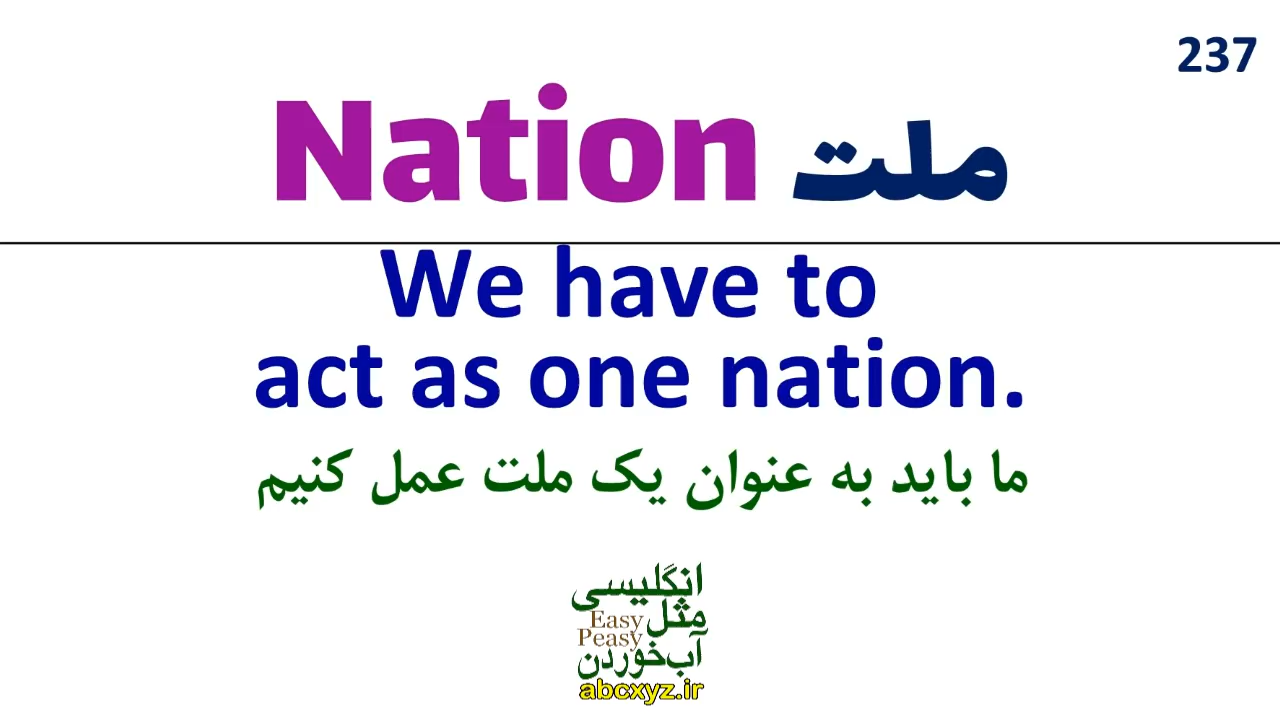 237
Nation ملت
We have to
act as one nation.
ما باید به عنوان یک ملت عمل کنیم
انگلیسی
مثل
Easy
Peasy
آب‌خوردن
abcxyz.ir